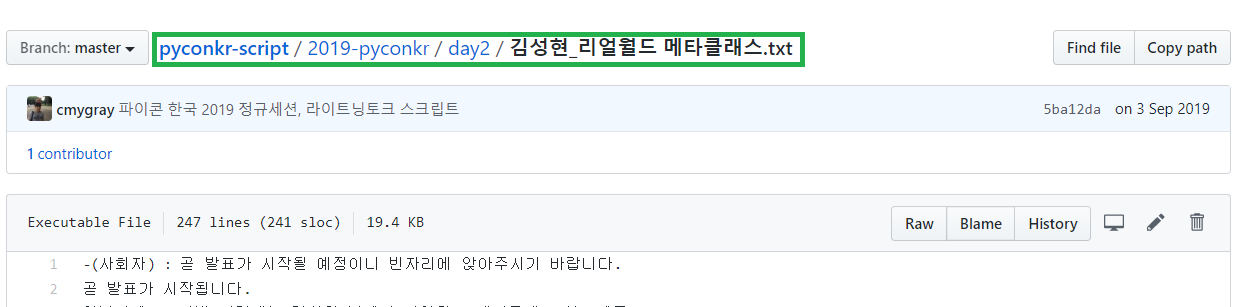 Branch: master pyconkr-script / 2019-pyconkr / day2 / 김성현_리얼월드 메타클래스.txt Find file Copy path
cmygray 파이콘 한국 2019 정규세션, 라이트닝토크 스크립트 5ba12da on 3 Sep 2019
1 contributor
Executable File 247 lines (241 sloc) 19.4 KB Raw Blame History
1 -(사회자) : 곧 발표가 시작될 예정이니 빈자리에 앉아주시기 바랍니다.
2 곧 발표가 시작됩니다.